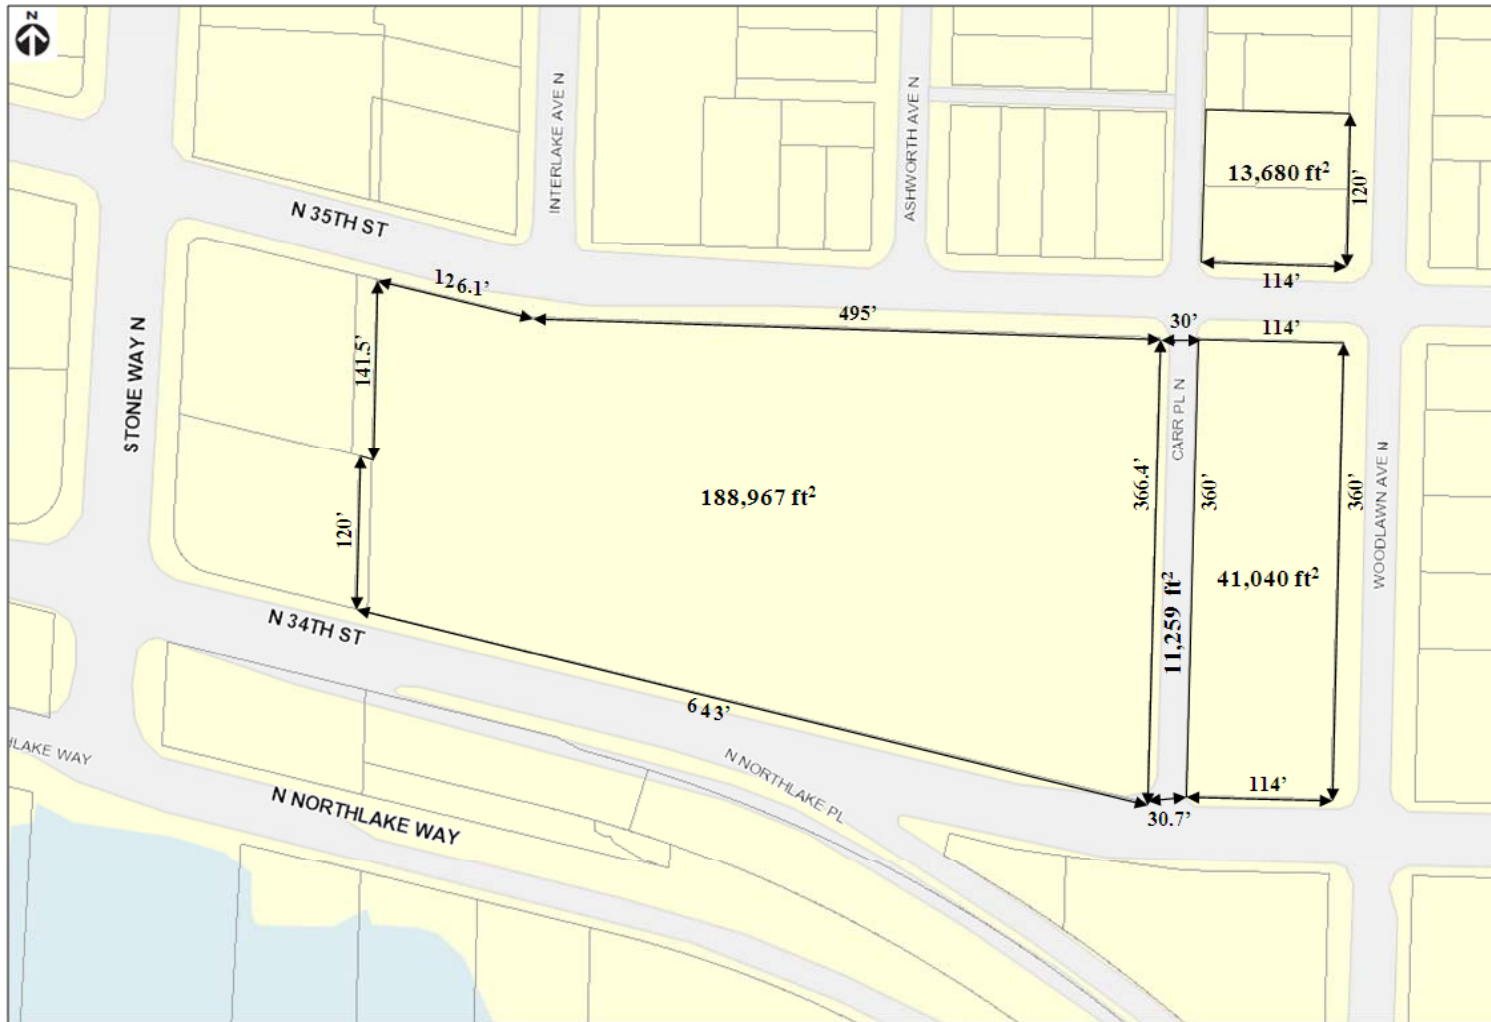 N
INTERLAKE AVE N
ASHWORTH AVE N
13,680 ft²
120’
N 35TH ST
114’
126.1’
495’
30’
114’
141.5’
STONE WAY N
CARR PL N
366.4’
360’
360’
WOODLAWN AVE N
188,967 ft²
120’
11,259 ft²
41,040 ft²
N 34TH ST
643’
HLAKE WAY
N NORTHLAKE PL
114’
30.7’
N NORTHLAKE WAY